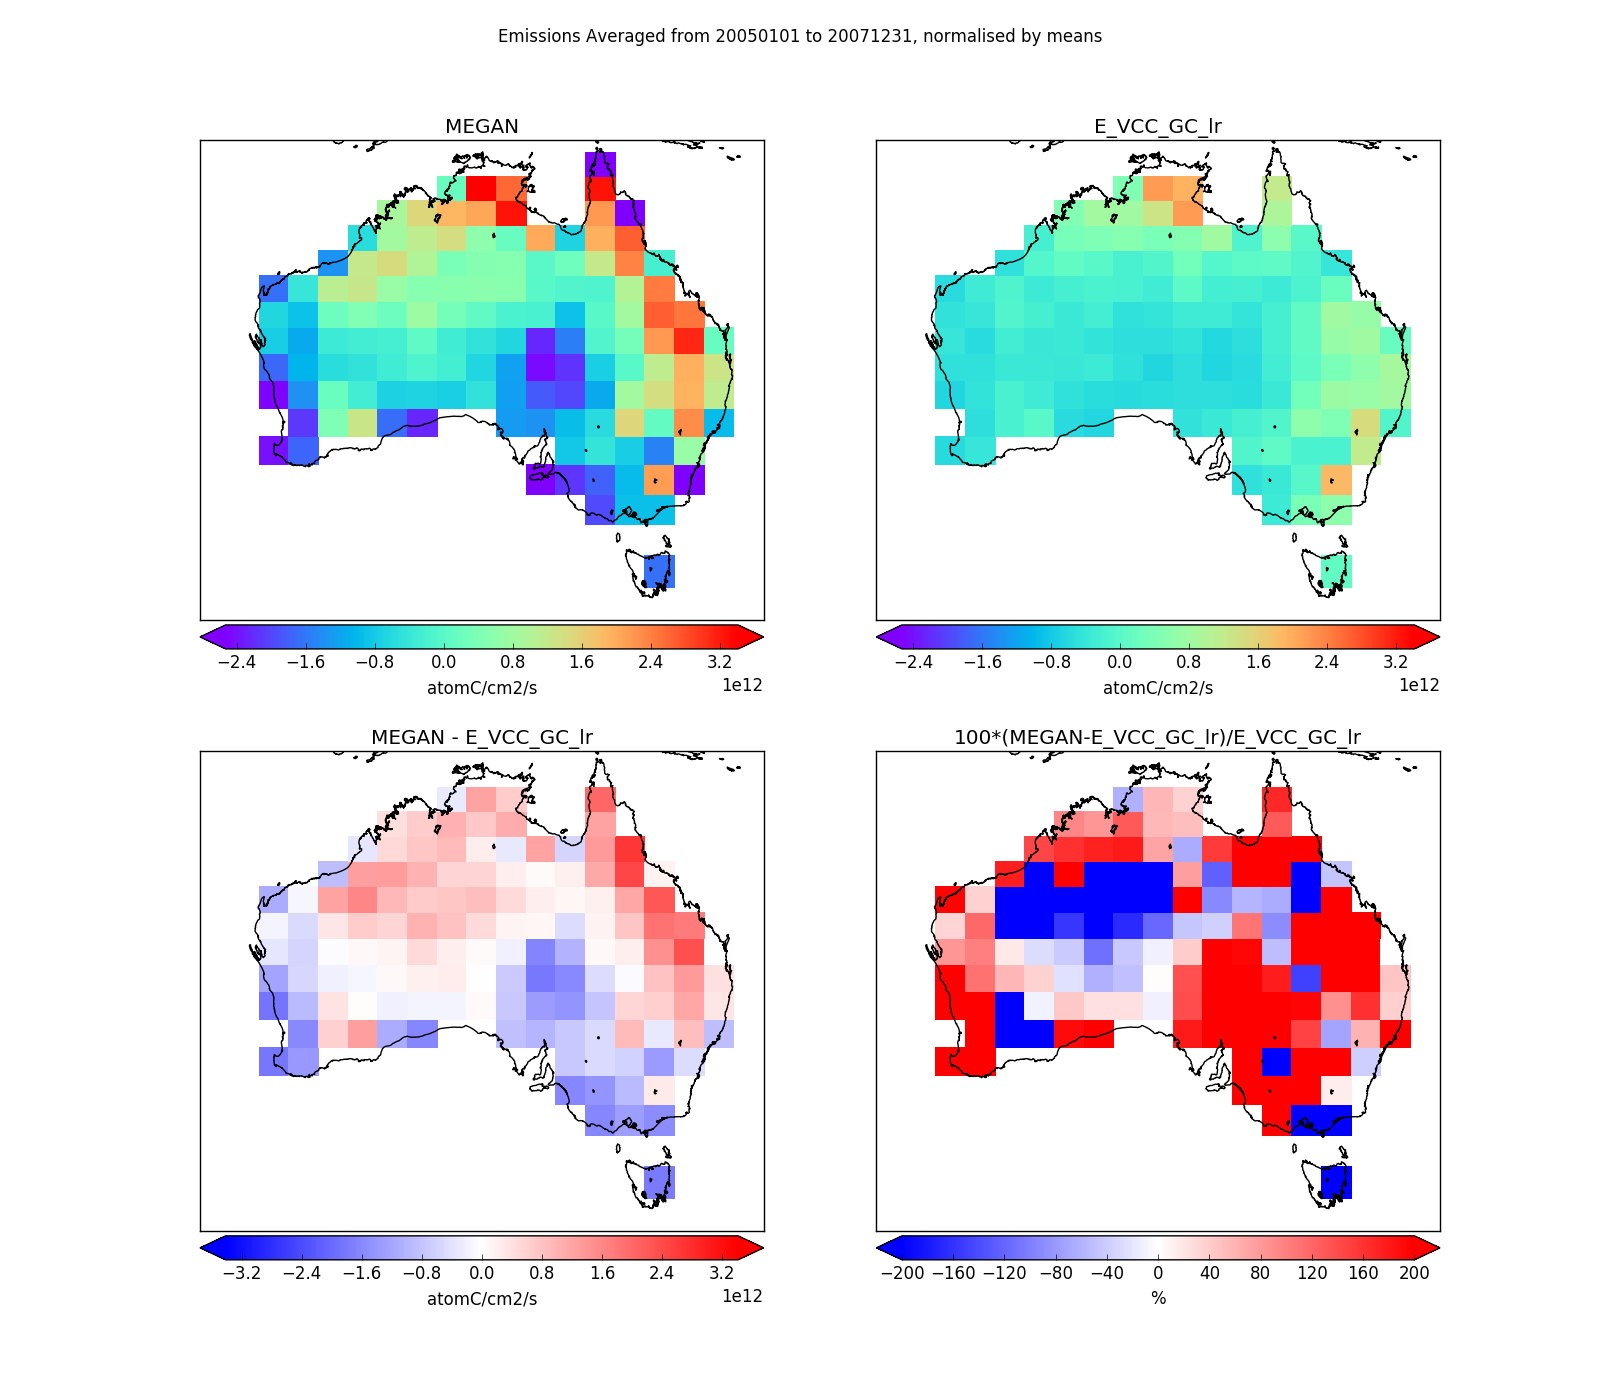 Emissions Averaged from 20050101 to 20071231, normalised by means
MEGAN
E_VCC_GC_lr
−2.4 −1.6 −0.8 0.0 0.8 1.6 2.4 3.2
atomC/cm2/s
1e12
−2.4 −1.6 −0.8 0.0 0.8 1.6 2.4 3.2
atomC/cm2/s
1e12
MEGAN - E_VCC_GC_lr
100*(MEGAN-E_VCC_GC_lr)/E_VCC_GC_lr
−3.2 −2.4 −1.6 −0.8 0.0 0.8 1.6 2.4 3.2
atomC/cm2/s
1e12
−200 −160 −120 −80 −40 0 40 80 120 160 200
%